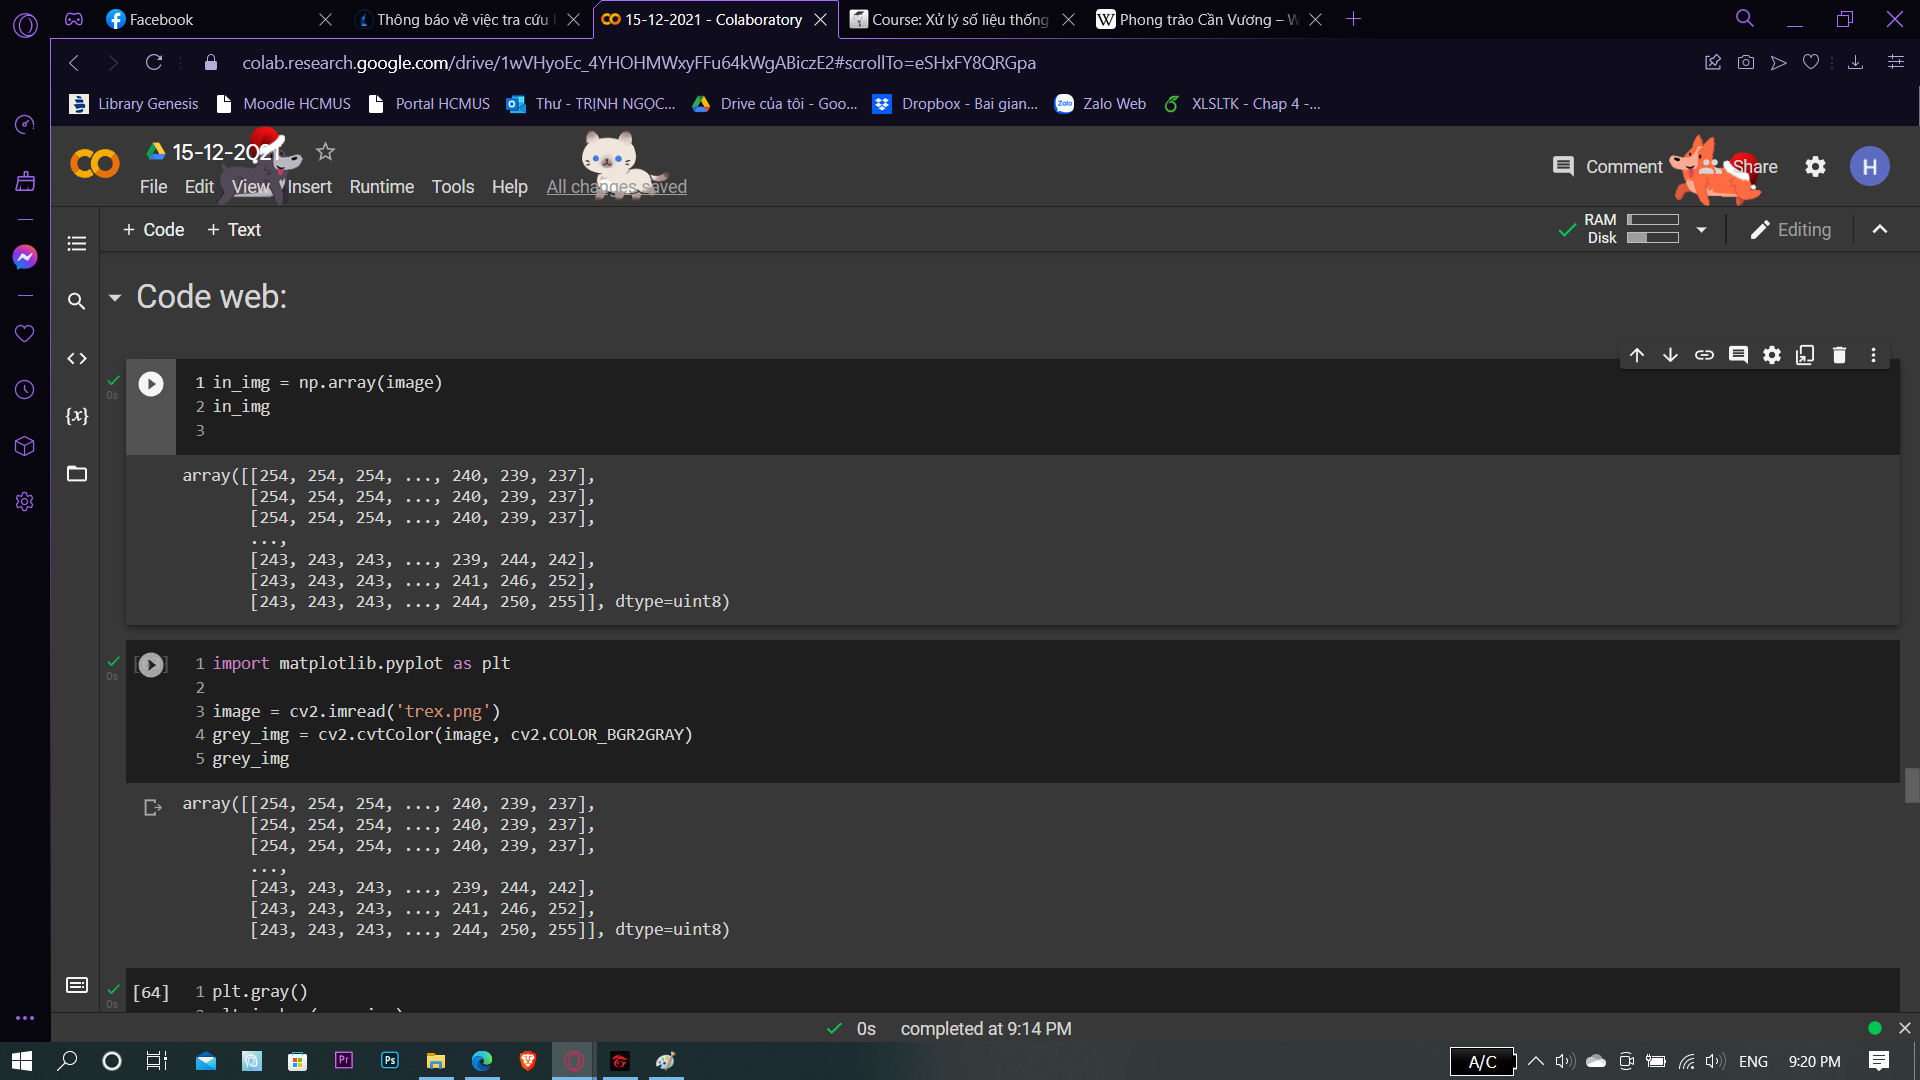 Facebook
Thông báo về việc tra cứu
15-12-2021 - Colaboratory
Course: Xử lý số liệu thống
Phong trào Cần Vương – W
colab.research.google.com/drive/1wVHyoEc_4YHOHMWxyFFu64kWgABiczE2#scrollTo=eSHxFY8QRGpa
Library Genesis
Moodle HCMUS
Portal HCMUS
Thư - TRỊNH NGỌC...
Drive của tôi - Goo...
Dropbox - Bai gian...
Zalo Web
XLSLTK - Chap 4 -...
15-12-2021
Comment
Share
H
File Edit View Insert Runtime Tools Help All changes saved
+ Code + Text
RAM
Disk
Editing
Code web:
0s
1 in_img = np.array(image)
2 in_img
3
array([[254, 254, 254, ..., 240, 239, 237],
[254, 254, 254, ..., 240, 239, 237],
[254, 254, 254, ..., 240, 239, 237],
...,
[243, 243, 243, ..., 239, 244, 242],
[243, 243, 243, ..., 241, 246, 252],
[243, 243, 243, ..., 244, 250, 255]], dtype=uint8)
0s
1 import matplotlib.pyplot as plt
2
3 image = cv2.imread('trex.png')
4 grey_img = cv2.cvtColor(image, cv2.COLOR_BGR2GRAY)
5 grey_img
array([[254, 254, 254, ..., 240, 239, 237],
[254, 254, 254, ..., 240, 239, 237],
[254, 254, 254, ..., 240, 239, 237],
...,
[243, 243, 243, ..., 239, 244, 242],
[243, 243, 243, ..., 241, 246, 252],
[243, 243, 243, ..., 244, 250, 255]], dtype=uint8)
0s
[64] 1 plt.gray()
0s completed at 9:14 PM
A/C
ENG
9:20 PM